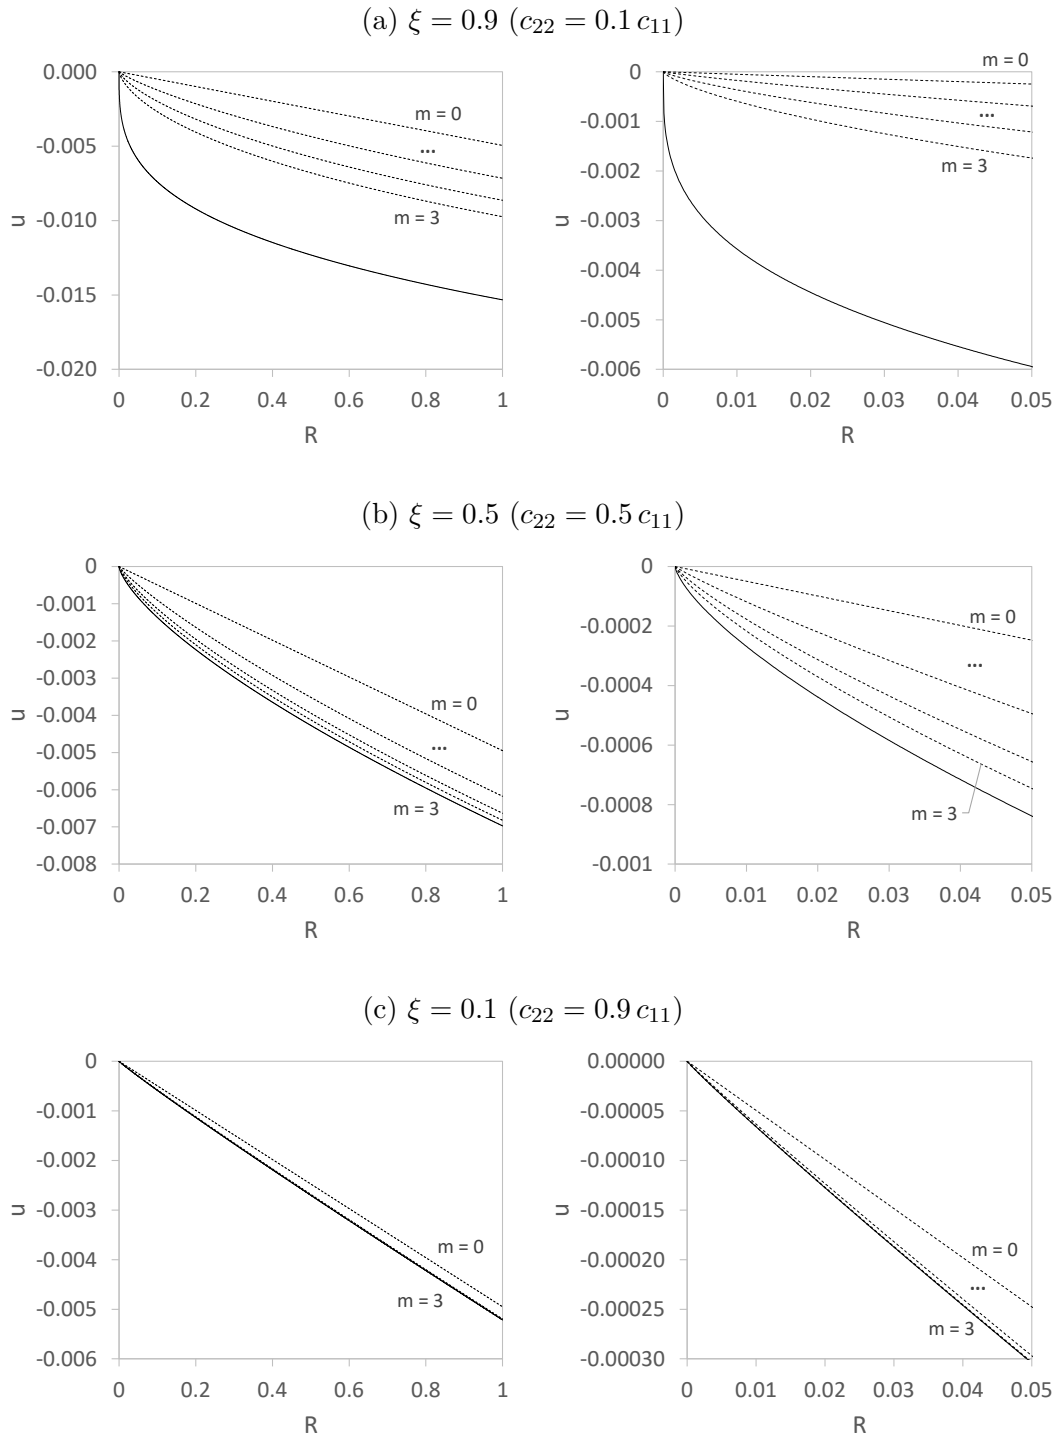 (a) ξ = 0.9 (c₂₂ = 0.1 c₁₁)
0.000
-0.005
-0.010
-0.015
-0.020
u
m = 0
...
m = 3
0 0.2 0.4 0.6 0.8 1
R
0
-0.001
-0.002
-0.003
-0.004
-0.005
-0.006
u
m = 0
...
m = 3
0 0.01 0.02 0.03 0.04 0.05
R
(b) ξ = 0.5 (c₂₂ = 0.5 c₁₁)
0
-0.001
-0.002
-0.003
-0.004
-0.005
-0.006
-0.007
-0.008
u
m = 0
...
m = 3
0 0.2 0.4 0.6 0.8 1
R
0
-0.0002
-0.0004
-0.0006
-0.0008
-0.001
u
m = 0
...
m = 3
0 0.01 0.02 0.03 0.04 0.05
R
(c) ξ = 0.1 (c₂₂ = 0.9 c₁₁)
0
-0.001
-0.002
-0.003
-0.004
-0.005
-0.006
u
m = 0
m = 3
0 0.2 0.4 0.6 0.8 1
R
0.00000
-0.00005
-0.00010
-0.00015
-0.00020
-0.00025
-0.00030
u
m = 0
...
m = 3
0 0.01 0.02 0.03 0.04 0.05
R